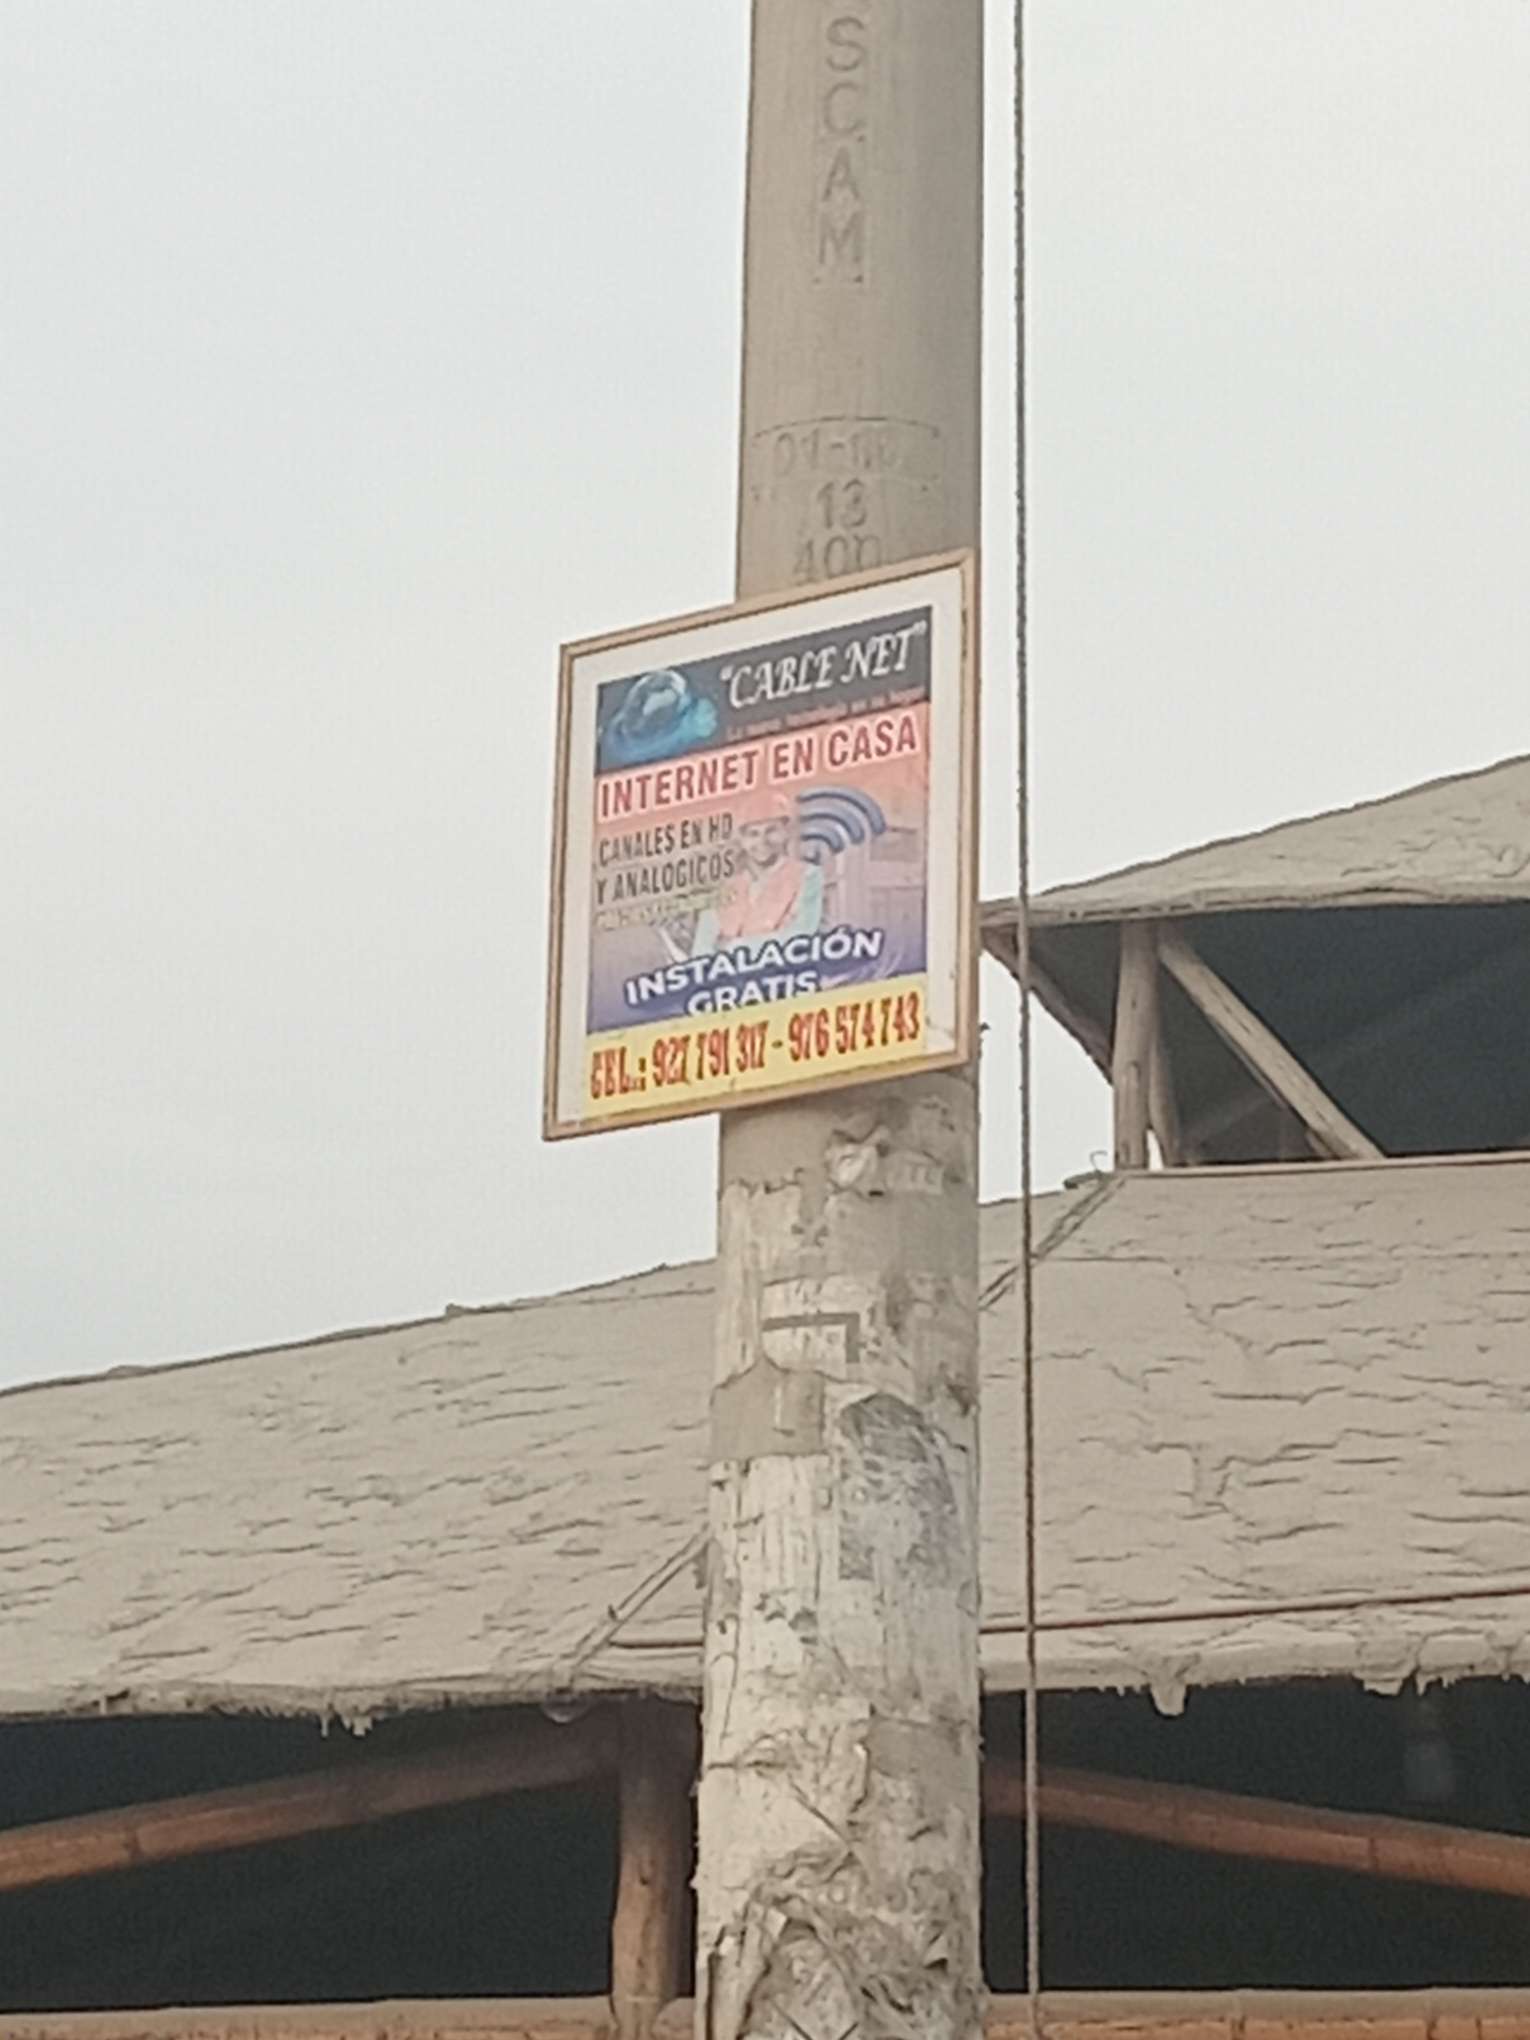 SCAM
13
400
"CABLE NET"
INTERNET EN CASA
CANALES EN HD
Y ANALOGICOS
INSTALACIÓN
GRATIS
TEL.: 927 791 317 - 976 574 743